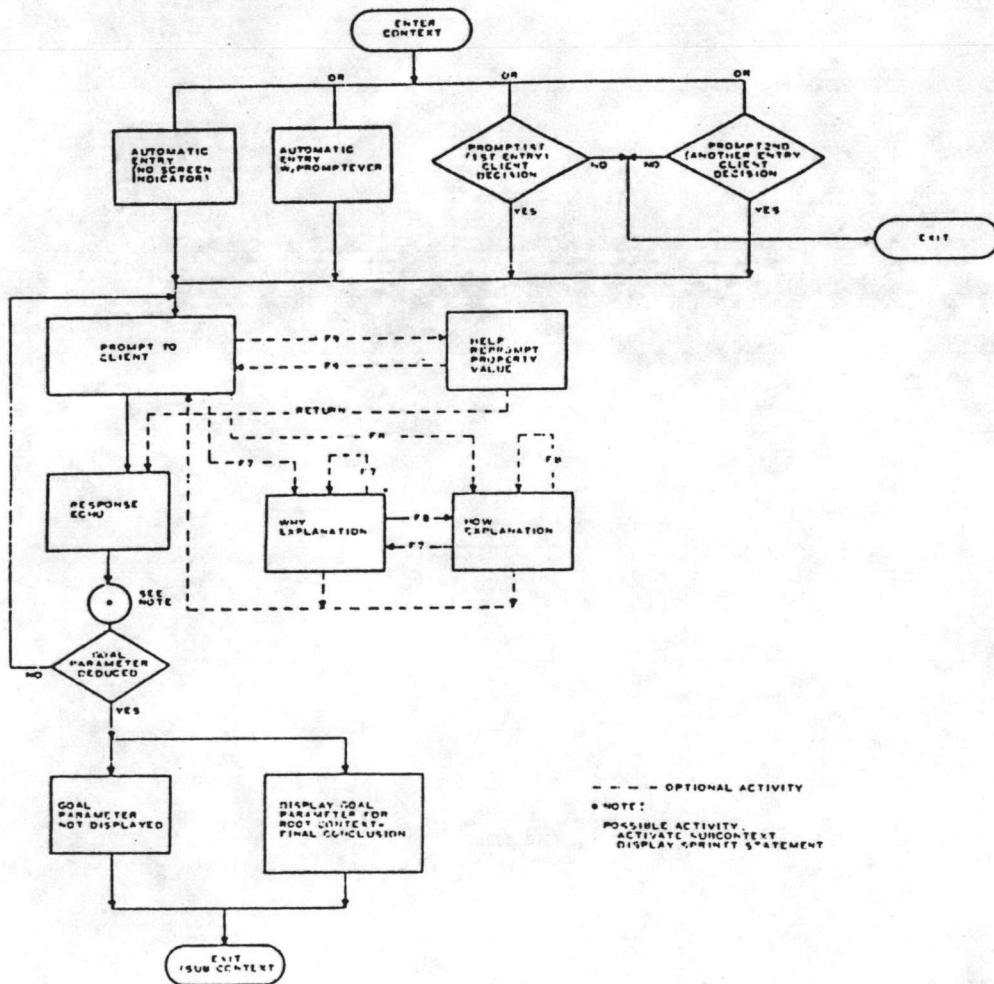 ENTER
CONTEXT
OR
OR
OR
AUTOMATIC
ENTRY
(NO SCREEN
INDICATOR)
AUTOMATIC
ENTRY
W/PROMPTEVER
PROMPT1ST
(1ST ENTRY)
CLIENT
DECISION
NO
NO
PROMPT2ND
(ANOTHER ENTRY
CLIENT
DECISION
YES
YES
EXIT
PROMPT TO
CLIENT
HELP
REPROMPT
PROPERTY
VALUE
RETURN
F7
F7
RESPONSE
ECHO
WHY
EXPLANATION
F8
F7
HOW
EXPLANATION
SEE
NOTE
GOAL
PARAMETER
DEDUCED
NO
YES
GOAL
PARAMETER
NOT DISPLAYED
DISPLAY GOAL
PARAMETER FOR
ROOT CONTEXT=
FINAL CONCLUSION
OPTIONAL ACTIVITY
* NOTE:
POSSIBLE ACTIVITY:
ACTIVATE SUBCONTEXT
DISPLAY SPRINTT STATEMENT
EXIT
/SUB CONTEXT